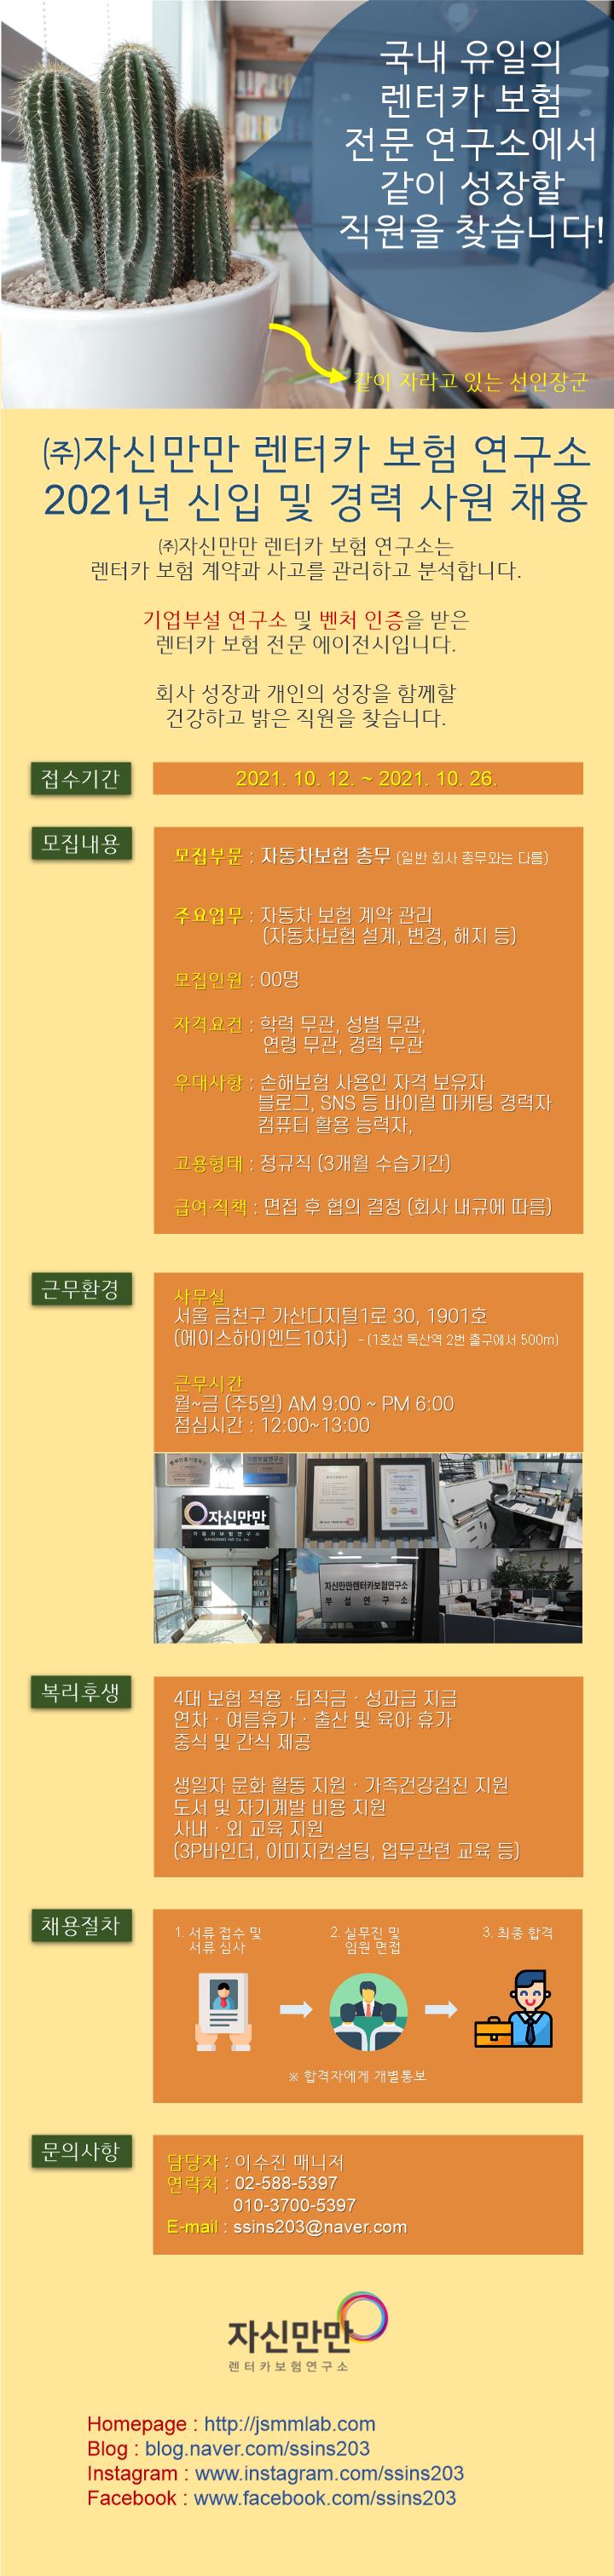 국내 유일의
렌터카 보험
전문 연구소에서
같이 성장할
직원을 찾습니다!
같이 자라고 있는 선인장군
㈜자신만만 렌터카 보험 연구소
2021년 신입 및 경력 사원 채용
㈜자신만만 렌터카 보험 연구소는
렌터카 보험 계약과 사고를 관리하고 분석합니다.
기업부설 연구소 및 벤처 인증을 받은
렌터카 보험 전문 에이전시입니다.
회사 성장과 개인의 성장을 함께할
건강하고 밝은 직원을 찾습니다.
접수기간
2021. 10. 12. ~ 2021. 10. 26.
모집내용
모집부문 : 자동차보험 총무 (일반 회사 총무와는 다름)
주요업무 : 자동차 보험 계약 관리
(자동차보험 설계, 변경, 해지 등)
모집인원 : 00명
자격요건 : 학력 무관, 성별 무관,
연령 무관, 경력 무관
우대사항 : 손해보험 사용인 자격 보유자
블로그, SNS 등 바이럴 마케팅 경력자
컴퓨터 활용 능력자,
고용형태 : 정규직 (3개월 수습기간)
급여·직책 : 면접 후 협의 결정 (회사 내규에 따름)
근무환경
사무실
서울 금천구 가산디지털1로 30, 1901호
(에이스하이엔드10차) - (1호선 독산역 2번 출구에서 500m)
근무시간
월~금 (주5일) AM 9:00 ~ PM 6:00
점심시간 : 12:00~13:00
자신만만
자동차보험연구소
자신만만렌터카보험연구소
부 설 연 구 소
복리후생
4대 보험 적용 ·퇴직금 · 성과급 지급
연차 · 여름휴가 · 출산 및 육아 휴가
중식 및 간식 제공
생일자 문화 활동 지원 · 가족건강검진 지원
도서 및 자기계발 비용 지원
사내 · 외 교육 지원
(3P바인더, 이미지컨설팅, 업무관련 교육 등)
채용절차
1. 서류 접수 및
서류 심사
2. 실무진 및
임원 면접
3. 최종 합격
※ 합격자에게 개별통보
문의사항
담당자 : 이수진 매니저
연락처 : 02-588-5397
010-3700-5397
E-mail : ssins203@naver.com
자신만만
렌터카보험연구소
Homepage : http://jsmmlab.com
Blog : blog.naver.com/ssins203
Instagram : www.instagram.com/ssins203
Facebook : www.facebook.com/ssins203